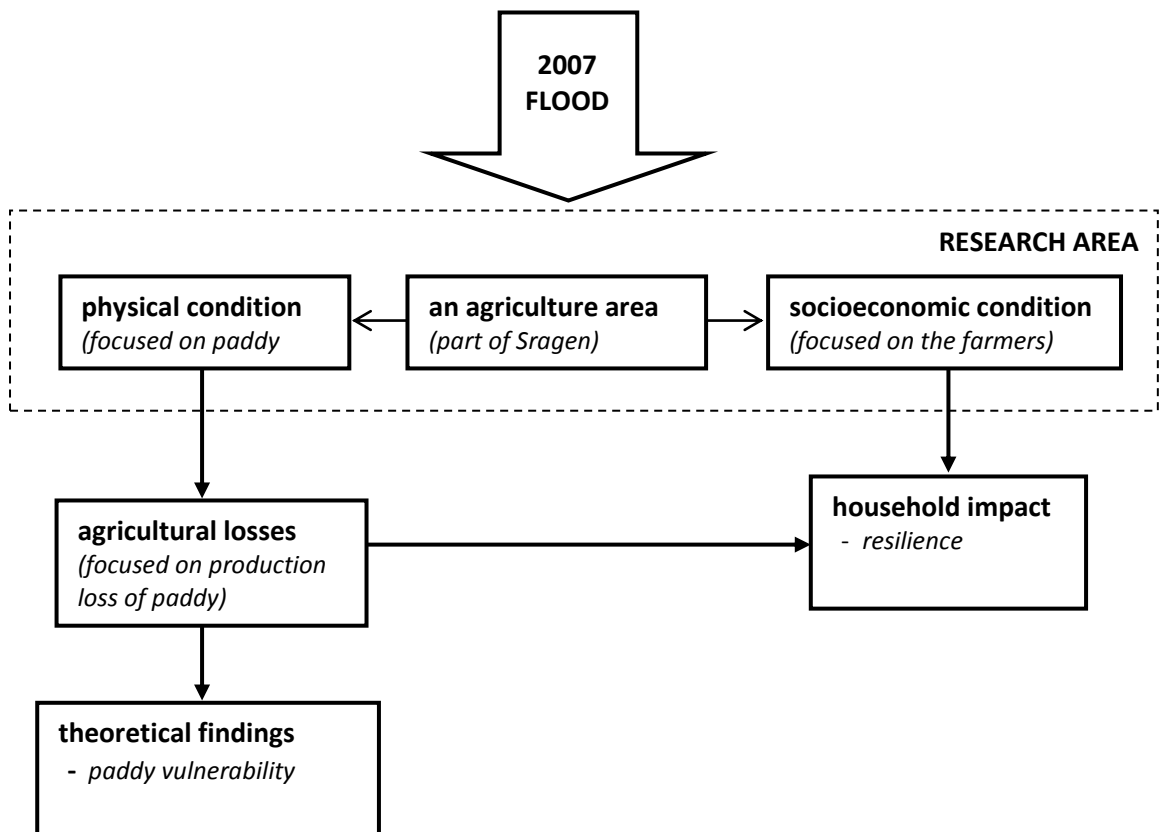 2007
FLOOD
RESEARCH AREA
physical condition
(focused on paddy
an agriculture area
(part of Sragen)
socioeconomic condition
(focused on the farmers)
agricultural losses
(focused on production
loss of paddy)
household impact
- resilience
theoretical findings
- paddy vulnerability